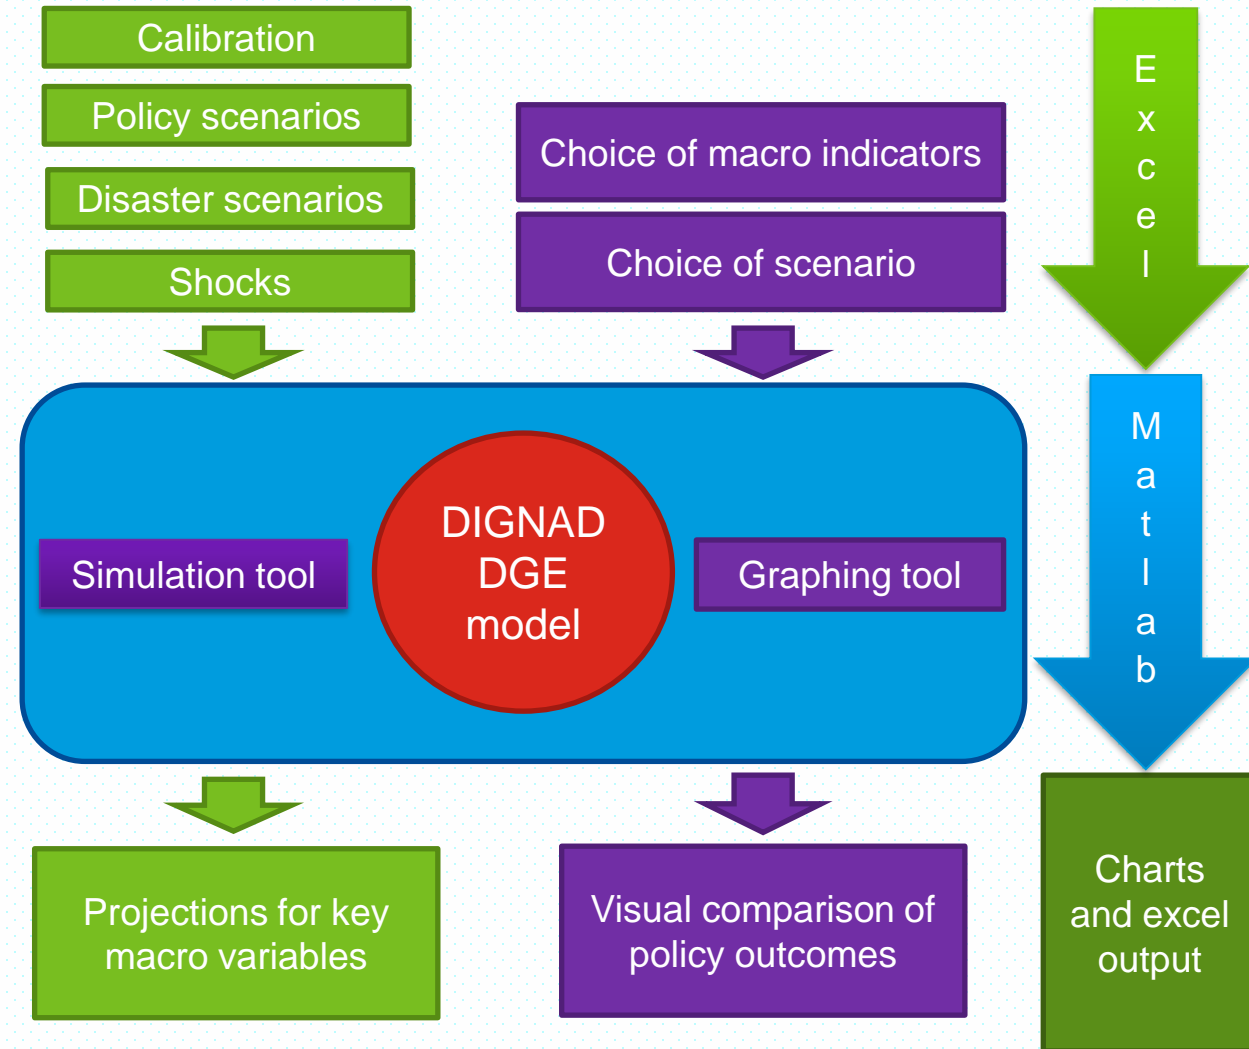 Calibration
Policy scenarios
Disaster scenarios
Shocks
Choice of macro indicators
Choice of scenario
E
x
c
e
l
Simulation tool
DIGNAD
DGE
model
Graphing tool
M
a
t
l
a
b
Projections for key
macro variables
Visual comparison of
policy outcomes
Charts
and excel
output